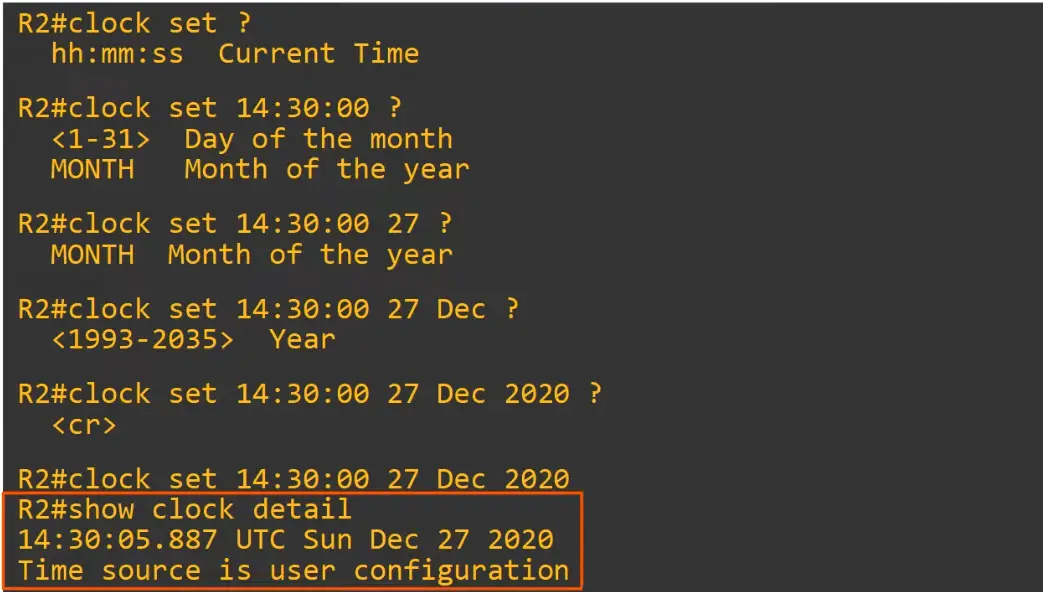 R2#clock set ?
hh:mm:ss  Current Time
R2#clock set 14:30:00 ?
<1-31>  Day of the month
MONTH   Month of the year
R2#clock set 14:30:00 27 ?
MONTH  Month of the year
R2#clock set 14:30:00 27 Dec ?
<1993-2035>  Year
R2#clock set 14:30:00 27 Dec 2020 ?
<cr>
R2#clock set 14:30:00 27 Dec 2020
R2#show clock detail
14:30:05.887 UTC Sun Dec 27 2020
Time source is user configuration